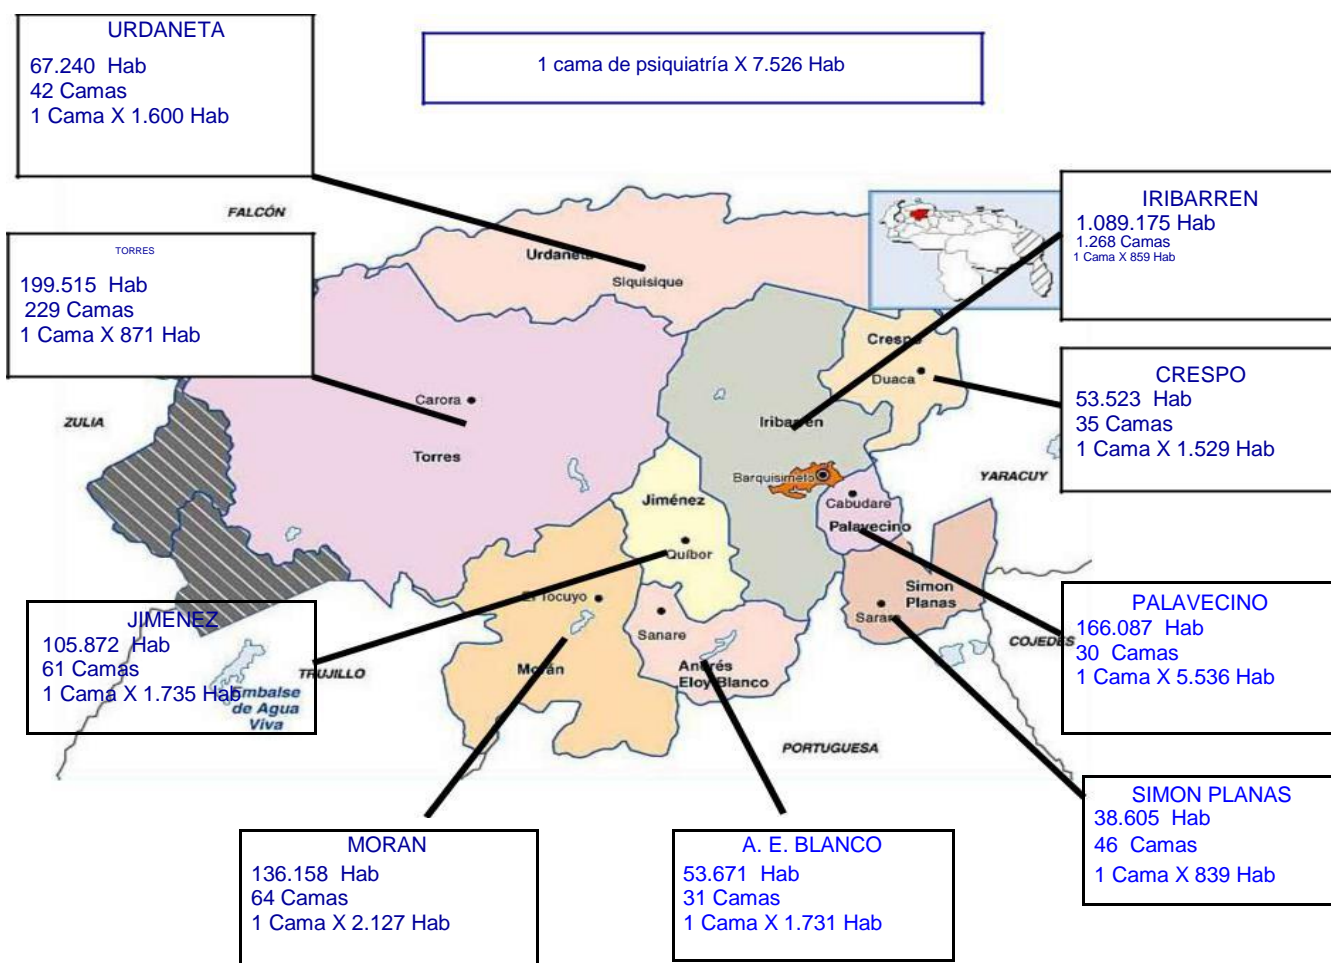 URDANETA
67.240 Hab
42 Camas
1 Cama X 1.600 Hab
1 cama de psiquiatría X 7.526 Hab
IRIBARREN
1.089.175 Hab
1.268 Camas
1 Cama X 859 Hab
TORRES
199.515 Hab
229 Camas
1 Cama X 871 Hab
CRESPO
53.523 Hab
35 Camas
1 Cama X 1.529 Hab
FALCÓN
Urdaneta
Siquisique
Crespo
Duaca
Carora
ZULIA
Torres
Iribarren
Barquisimeto
YARACUY
Jiménez
Cabudare
Palavecino
Quíbor
Simon
Planas
Sarare
El Tocuyo
Sanare
COJEDES
TRUJILLO
Morán
Andrés
Eloy Blanco
Embalse
de Agua
Viva
PORTUGUESA
JIMENEZ
105.872 Hab
61 Camas
1 Cama X 1.735 Hab
PALAVECINO
166.087 Hab
30 Camas
1 Cama X 5.536 Hab
SIMON PLANAS
38.605 Hab
46 Camas
1 Cama X 839 Hab
MORAN
136.158 Hab
64 Camas
1 Cama X 2.127 Hab
A. E. BLANCO
53.671 Hab
31 Camas
1 Cama X 1.731 Hab